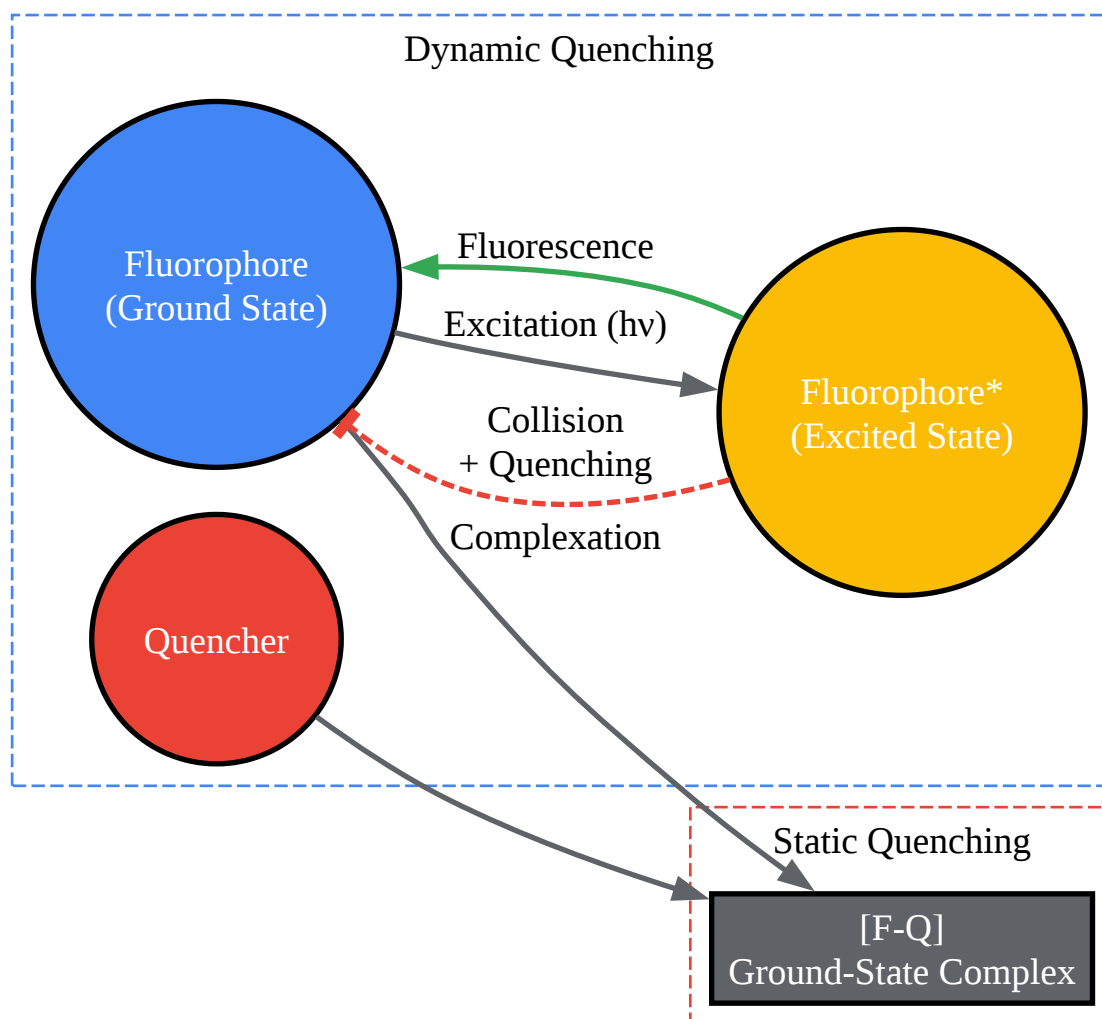 Dynamic Quenching
Fluorophore
(Ground State)
Fluorescence
Excitation (hν)
Fluorophore*
(Excited State)
Collision
+ Quenching
Complexation
Quencher
Static Quenching
[F-Q]
Ground-State Complex